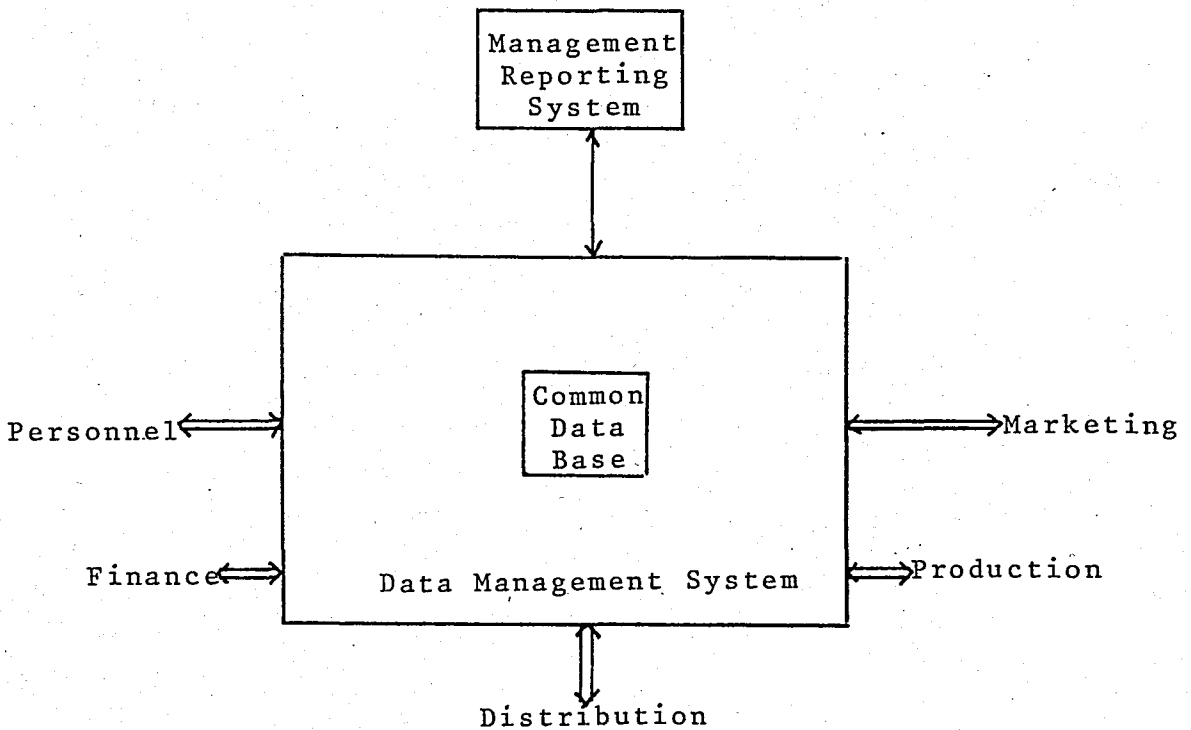 Management
Reporting
System
Common
Data
Base
Personnel
Marketing
Finance
Data Management System
Production
Distribution